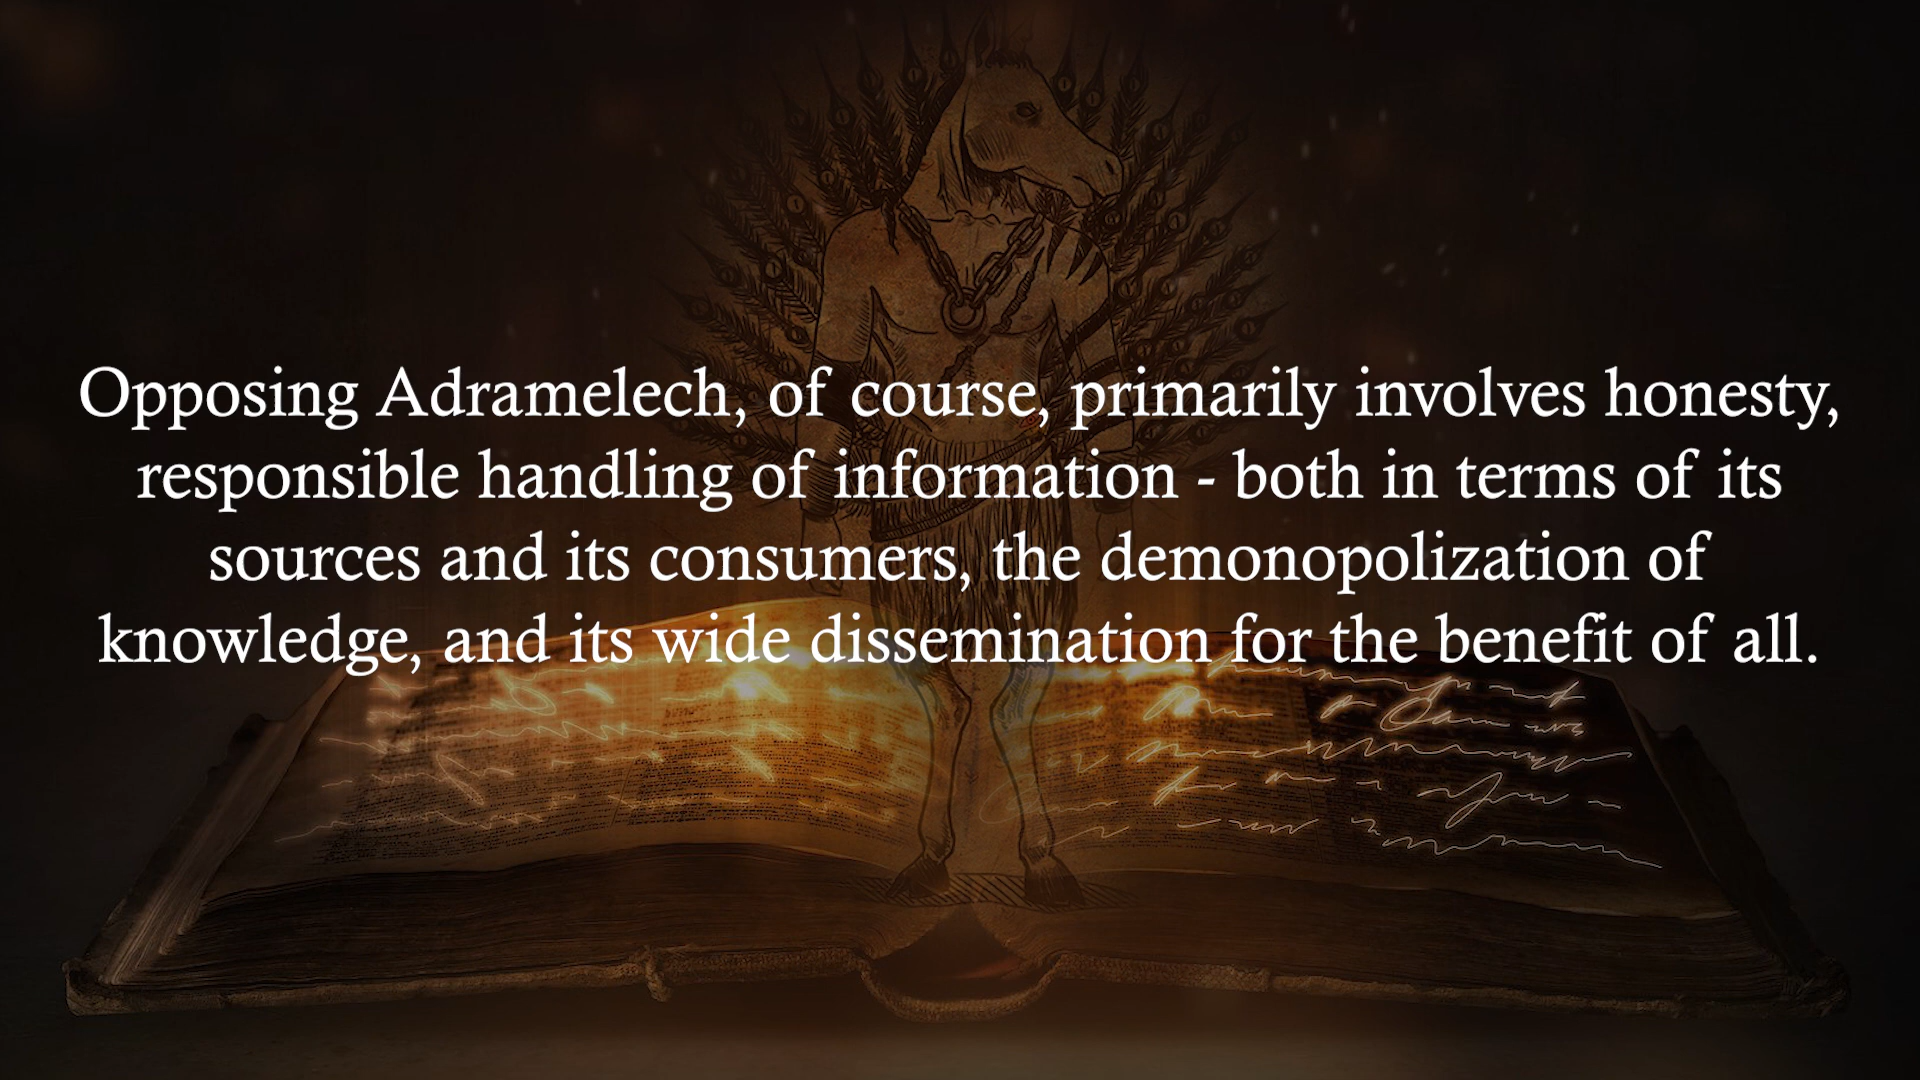 Opposing Adramelech, of course, primarily involves honesty,
responsible handling of information - both in terms of its
sources and its consumers, the demonopolization of
knowledge, and its wide dissemination for the benefit of all.